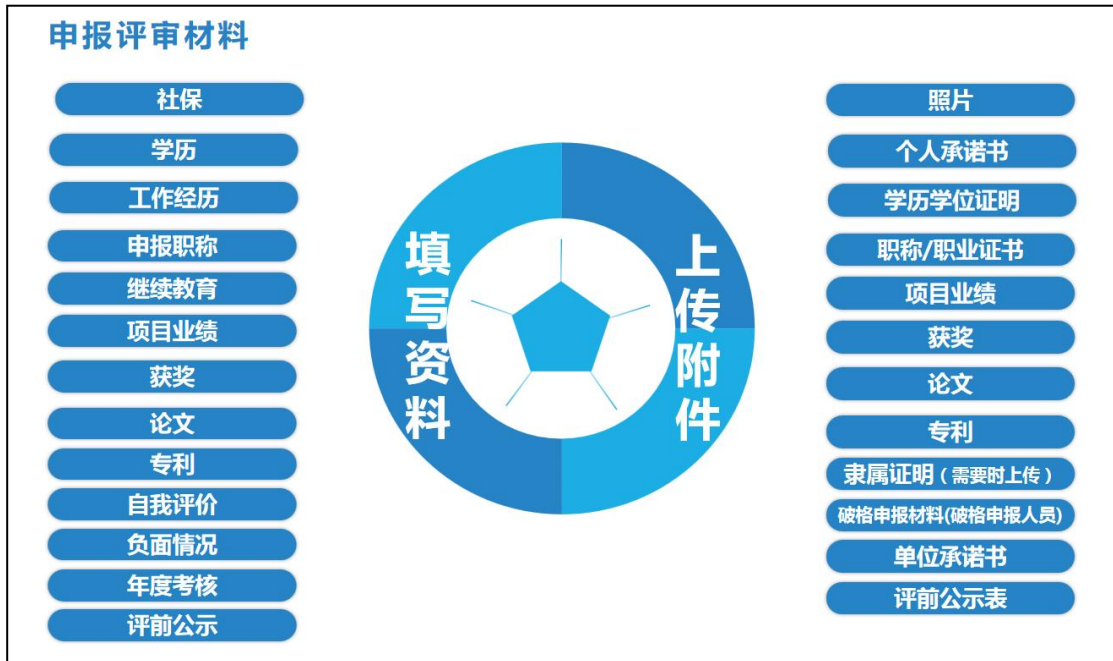 申报评审材料
社保
学历
工作经历
申报职称
继续教育
项目业绩
获奖
论文
专利
自我评价
负面情况
年度考核
评前公示
填写资料
上传附件
照片
个人承诺书
学历学位证明
职称/职业证书
项目业绩
获奖
论文
专利
隶属证明（需要时上传）
破格申报材料(破格申报人员)
单位承诺书
评前公示表